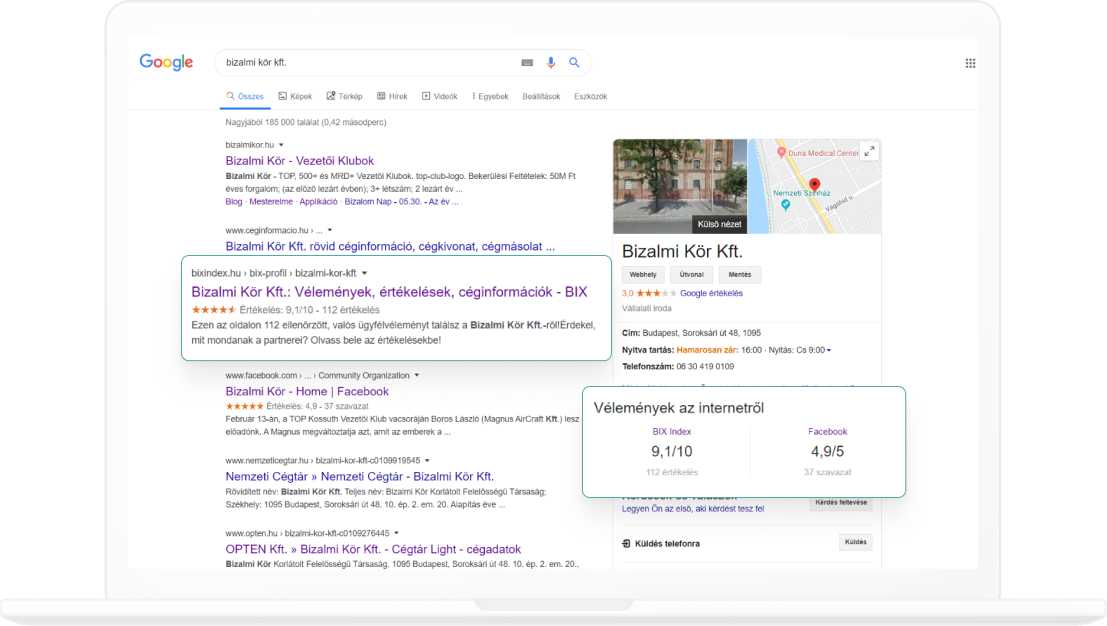 Google
bizalmi kör kft.
Összes Képek Térkép Hírek Videók Egyebek Beállítások Eszközök
Nagyjából 185 000 találat (0,42 másodperc)
bizalmikor.hu
Bizalmi Kör - Vezetői Klubok
Bizalmi Kör - TOP, 500+ és MRD+ Vezetői Klubok. top-club-logo. Bekerülési Feltételek: 50M Ft
éves forgalom; (az előző lezárt évben); 3+ létszám; 2 lezárt év ...
Blog · Mesterelme · Applikáció · Bizalom Nap - 05.30. - Az év ...
www.ceginformacio.hu › ...
Bizalmi Kör Kft. rövid céginformáció, cégkivonat, cégmásolat ...
bixindex.hu › bix-profil › bizalmi-kor-kft
Bizalmi Kör Kft.: Vélemények, értékelések, céginformációk - BIX
Értékelés: 9,1/10 - 112 értékelés
Ezen az oldalon 112 ellenőrzött, valós ügyfélvéleményt találsz a Bizalmi Kör Kft.-ről!Érdekel,
mit mondanak a partnerei? Olvass bele az értékelésekbe!
www.facebook.com › ... › Community Organization
Bizalmi Kör - Home | Facebook
Értékelés: 4,9 - 37 szavazat
Február 13-án, a TOP Kossuth Vezetői Klub vacsoráján Boros László (Magnus AirCraft Kft.) lesz
előadónk. A Magnus megváltoztatja azt, amit az emberek a ...
www.nemzeticegtar.hu › bizalmi-kor-kft-c0109919545
Nemzeti Cégtár » Nemzeti Cégtár - Bizalmi Kör Kft.
Rövidített név: Bizalmi Kör Kft. Teljes név: Bizalmi Kör Korlátolt Felelősségű Társaság;
Székhely: 1095 Budapest, Soroksári út 48. 10. ép. 2. em. 20. Alapítás éve ...
www.opten.hu › bizalmi-kor-kft-c0109276445
OPTEN Kft. » Bizalmi Kör Kft. - Cégtár Light - cégadatok
Bizalmi Kör Korlátolt Felelősségű Társaság, 1095 Budapest, Soroksári út 48. 10. ép. 2. em. 20.,
Külső nézet
Duna Medical Center
Nemzeti Színház
Vágóhíd u.
Bizalmi Kör Kft.
Webhely Útvonal Mentés
3,0 Google értékelés
Vállalati iroda
Cím: Budapest, Soroksári út 48, 1095
Nyitva tartás: Hamarosan zár: 16:00 · Nyitás: Cs 9:00
Telefonszám: 06 30 419 0109
Vélemények az internetről
BIX Index Facebook
9,1/10 4,9/5
112 értékelés 37 szavazat
Kérdés feltevése
Legyen Ön az első, aki kérdést tesz fel
Küldés telefonra Küldés